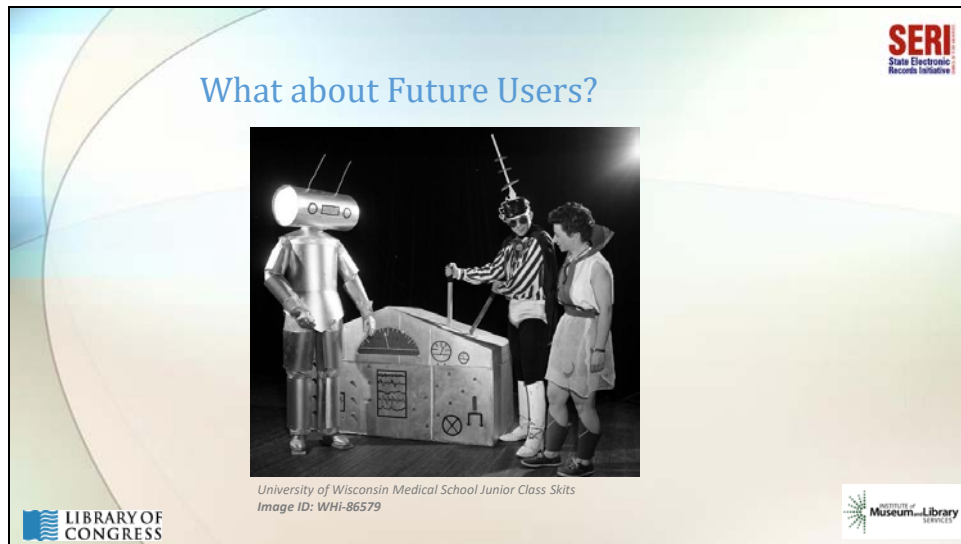 What about Future Users?
SERI
State Electronic
Records Initiative
University of Wisconsin Medical School Junior Class Skits
Image ID: WHi-86579
LIBRARY OF
CONGRESS
INSTITUTE of
Museum and Library
SERVICES